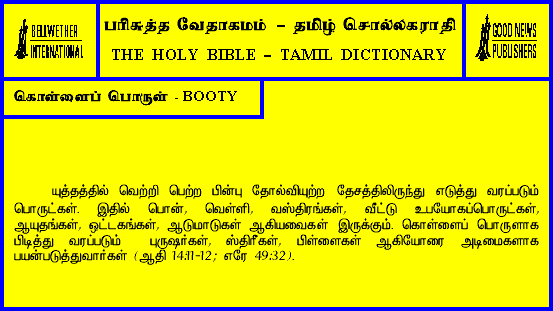 BELLWETHER
INTERNATIONAL
பரிசுத்த வேதாகமம் – தமிழ் சொல்லகராதி
THE HOLY BIBLE – TAMIL DICTIONARY
GOOD NEWS
PUBLISHERS
கொள்ளைப் பொருள் - BOOTY
யுத்தத்தில் வெற்றி பெற்ற பின்பு தோல்வியுற்ற தேசத்திலிருந்து எடுத்து வரப்படும்
பொருட்கள். இதில் பொன், வெள்ளி, வஸ்திரங்கள், வீட்டு உபயோகப்பொருட்கள்,
ஆயுதங்கள், ஒட்டகங்கள், ஆடுமாடுகள் ஆகியவைகள் இருக்கும். கொள்ளைப் பொருளாக
பிடித்து வரப்படும் புருஷர்கள், ஸ்திரீகள், பிள்ளைகள் ஆகியோரை அடிமைகளாக
பயன்படுத்துவார்கள் (ஆதி 14:11-12; எரே 49:32).